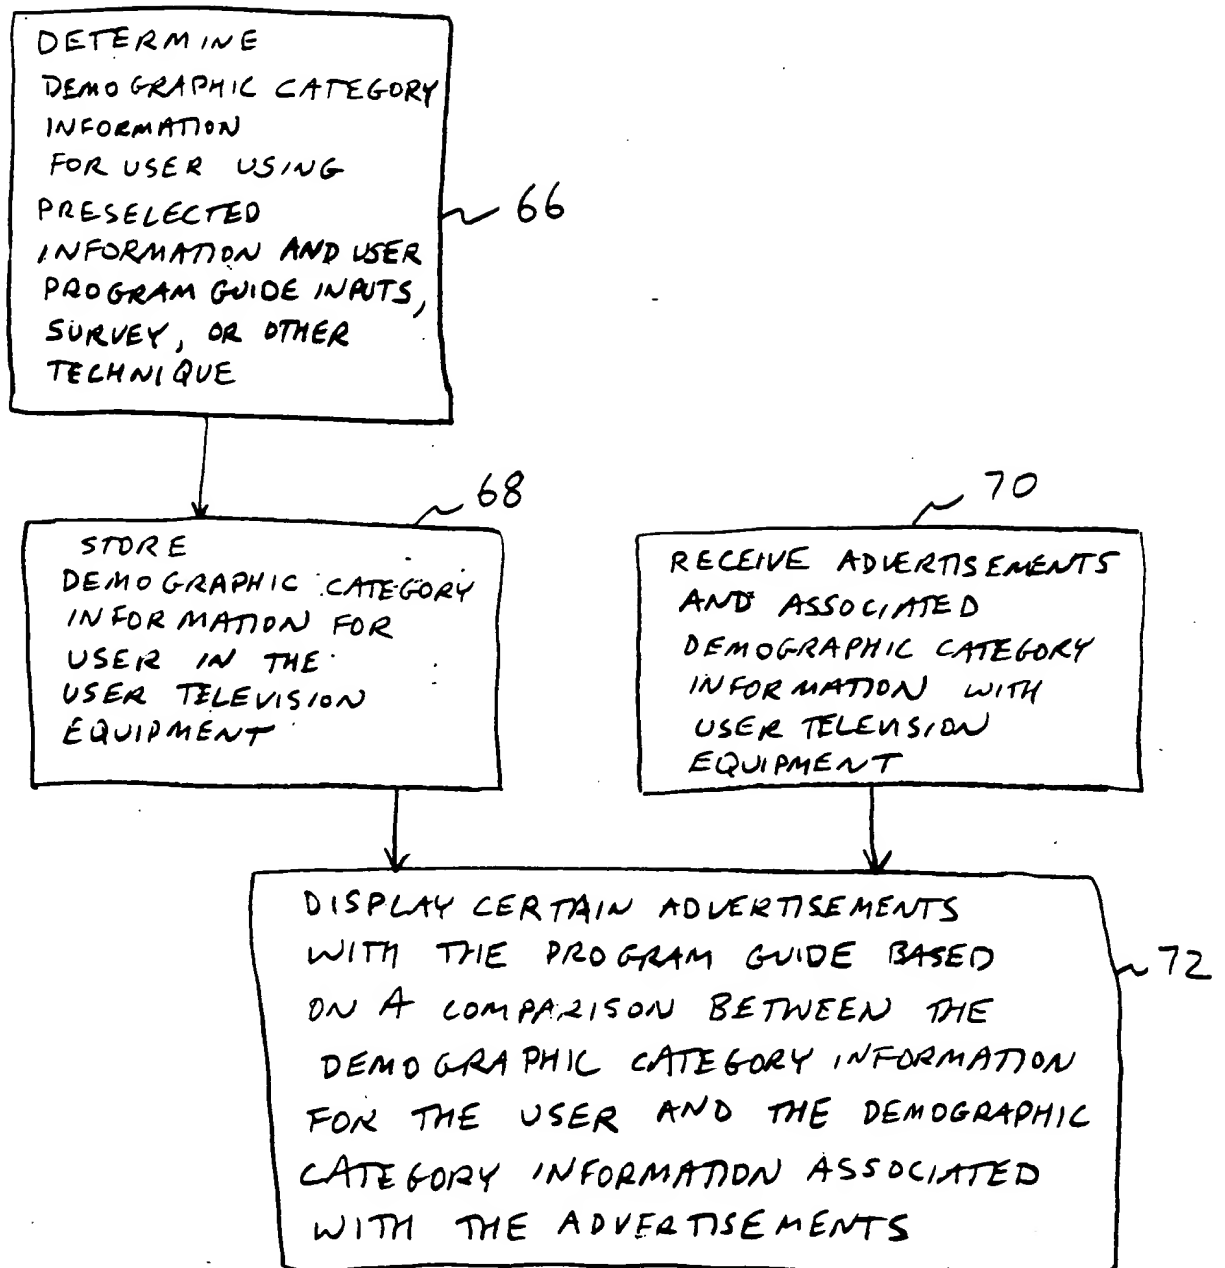 DETERMINE
DEMOGRAPHIC CATEGORY
INFORMATION
FOR USER USING
PRESELECTED
INFORMATION AND USER
PROGRAM GUIDE INPUTS,
SURVEY, OR OTHER
TECHNIQUE
66
68
STORE
DEMOGRAPHIC CATEGORY
INFORMATION FOR
USER IN THE
USER TELEVISION
EQUIPMENT
70
RECEIVE ADVERTISEMENTS
AND ASSOCIATED
DEMOGRAPHIC CATEGORY
INFORMATION WITH
USER TELEVISION
EQUIPMENT
DISPLAY CERTAIN ADVERTISEMENTS
WITH THE PROGRAM GUIDE BASED
ON A COMPARISON BETWEEN THE
DEMOGRAPHIC CATEGORY INFORMATION
FOR THE USER AND THE DEMOGRAPHIC
CATEGORY INFORMATION ASSOCIATED
WITH THE ADVERTISEMENTS
72